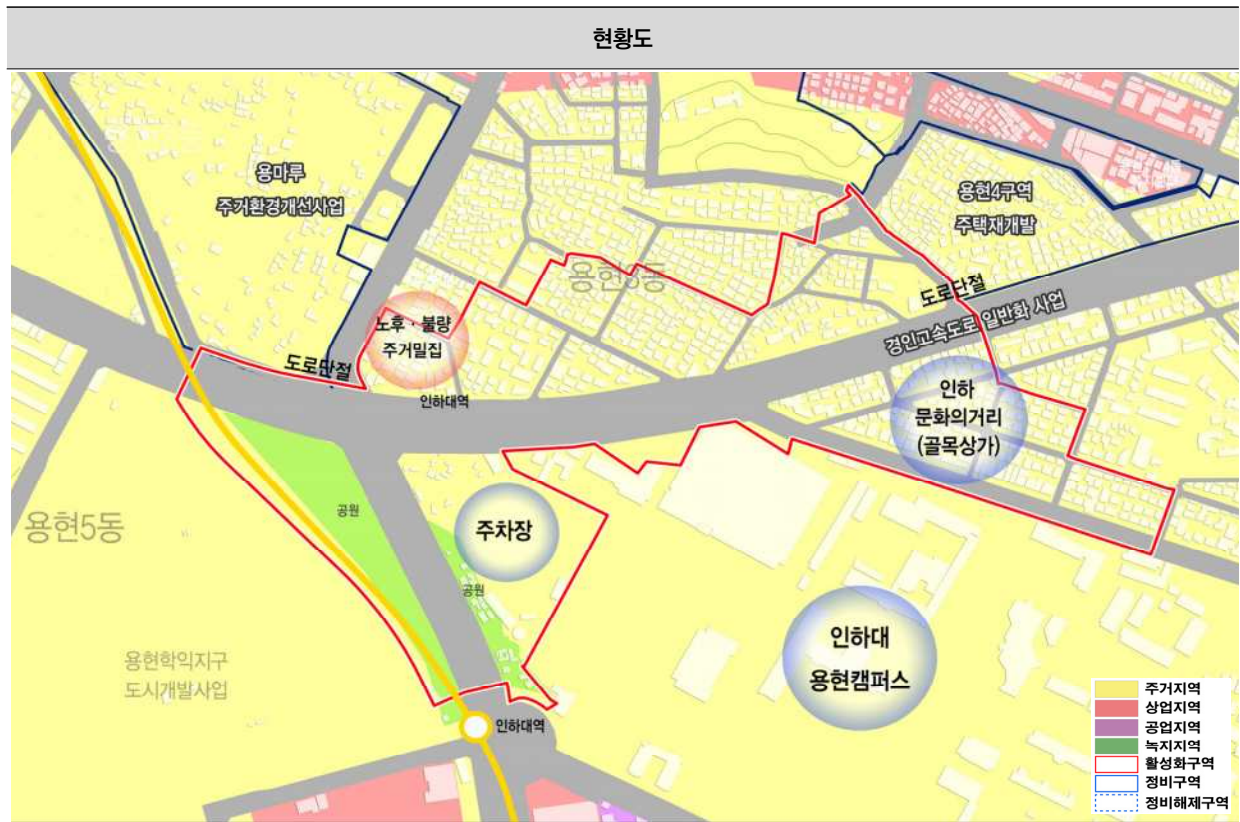 현황도
용마루
주거환경개선사업
용현4구역
주택재개발
용현3동
도로단절
경인고속도로 일반화 사업
노후·불량
주거밀집
도로단절
인하대역
인하
문화의거리
(골목상가)
공원
주차장
용현5동
공원
인하대
용현캠퍼스
용현학익지구
도시개발사업
인하대역
주거지역
상업지역
공업지역
녹지지역
활성화구역
정비구역
정비해제구역